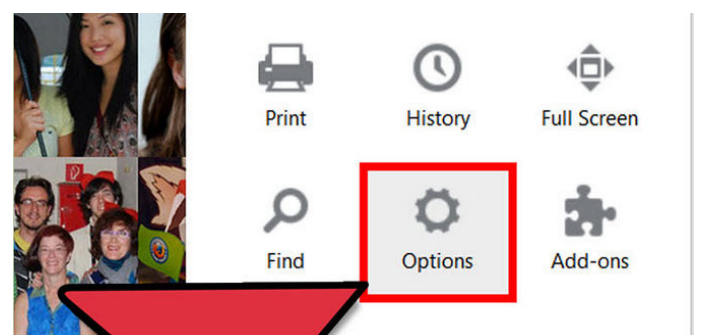 Print
History
Full Screen
Find
Options
Add-ons